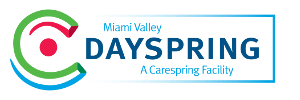 Miami Valley
DAYSPRING
A Carespring Facility